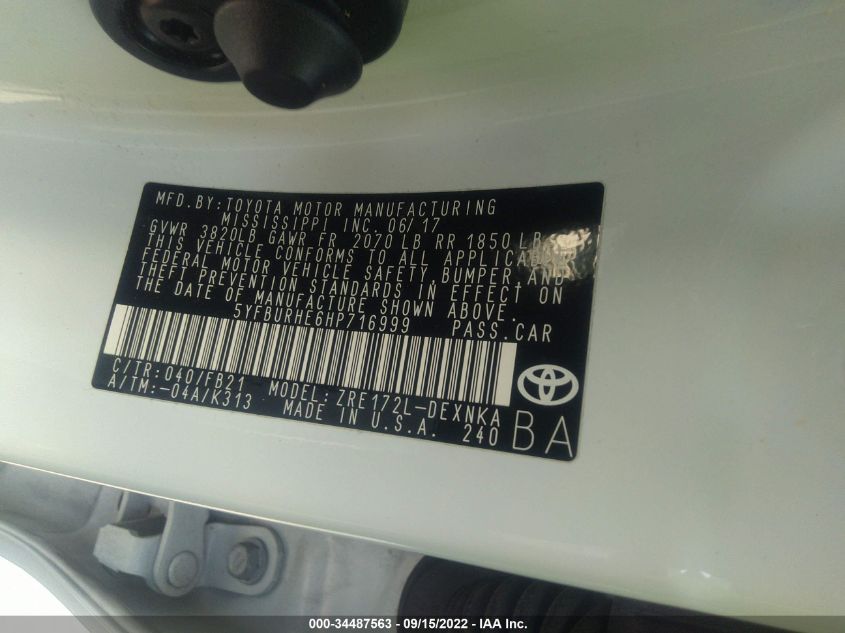 MFD.BY:TOYOTA MOTOR MANUFACTURING
MISSISSIPPI INC. 06/17
GVWR 3820LB GAWR FR 2070 LB RR 1850 LB
THIS VEHICLE CONFORMS TO ALL APPLICABLE
FEDERAL MOTOR VEHICLE SAFETY, BUMPER, AND
THEFT PREVENTION STANDARDS IN EFFECT ON
THE DATE OF MANUFACTURE SHOWN ABOVE.
5YFBURHE6HP716999 PASS.CAR
C/TR: 040/FB21 MODEL: ZRE172L-DEXNKA
A/TM:-04A/K313 MADE IN U.S.A. 240
BA
000-34487563 - 09/15/2022 - IAA Inc.